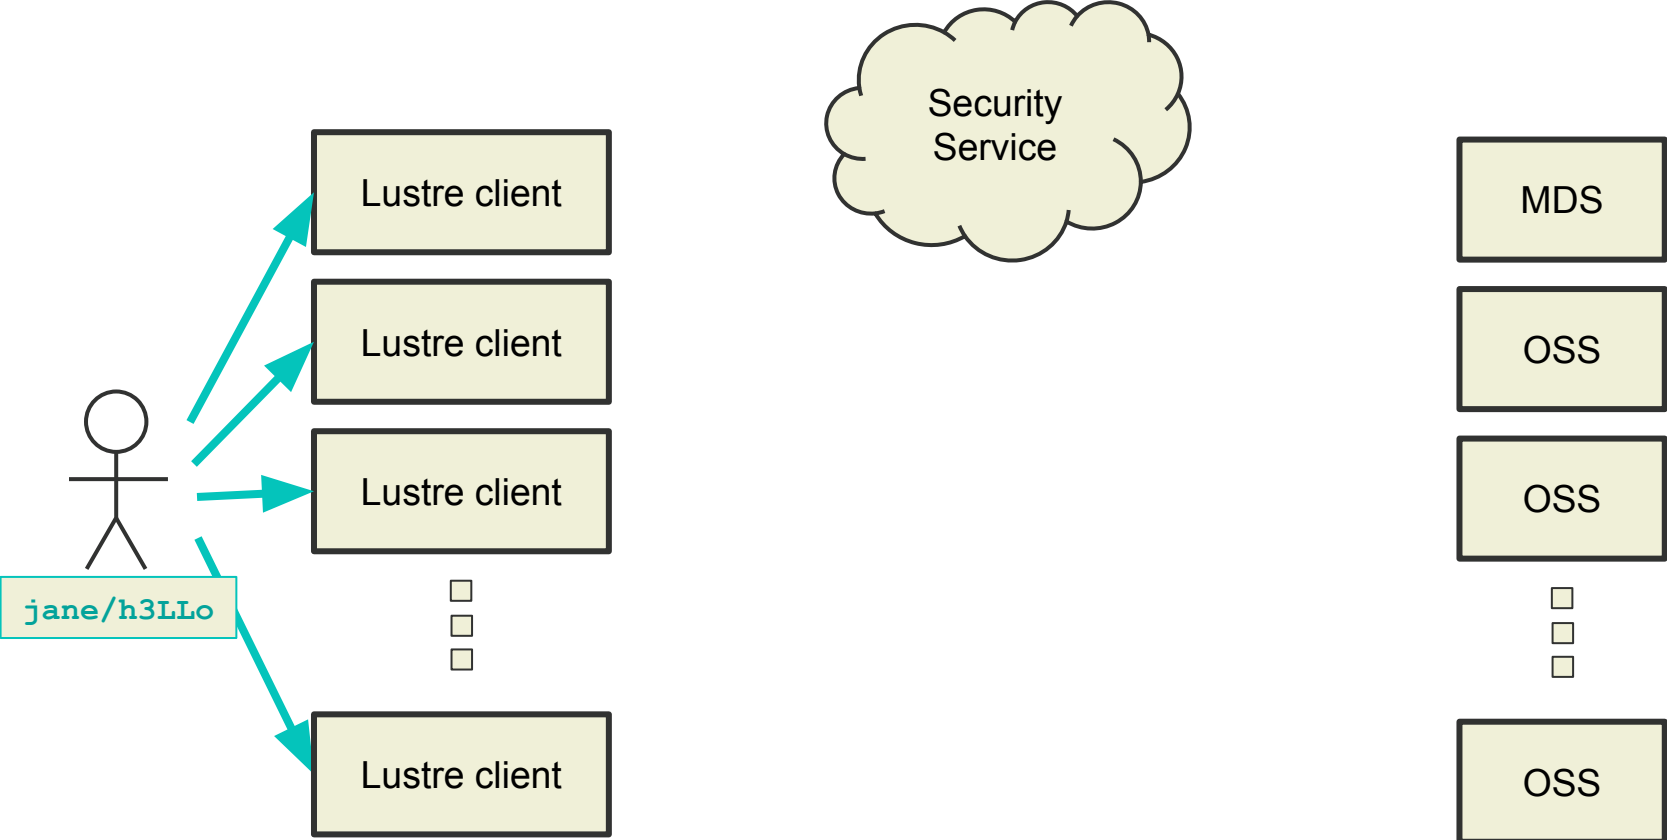 Security
Service
Lustre client
Lustre client
Lustre client
Lustre client
jane/h3LLo
MDS
OSS
OSS
OSS